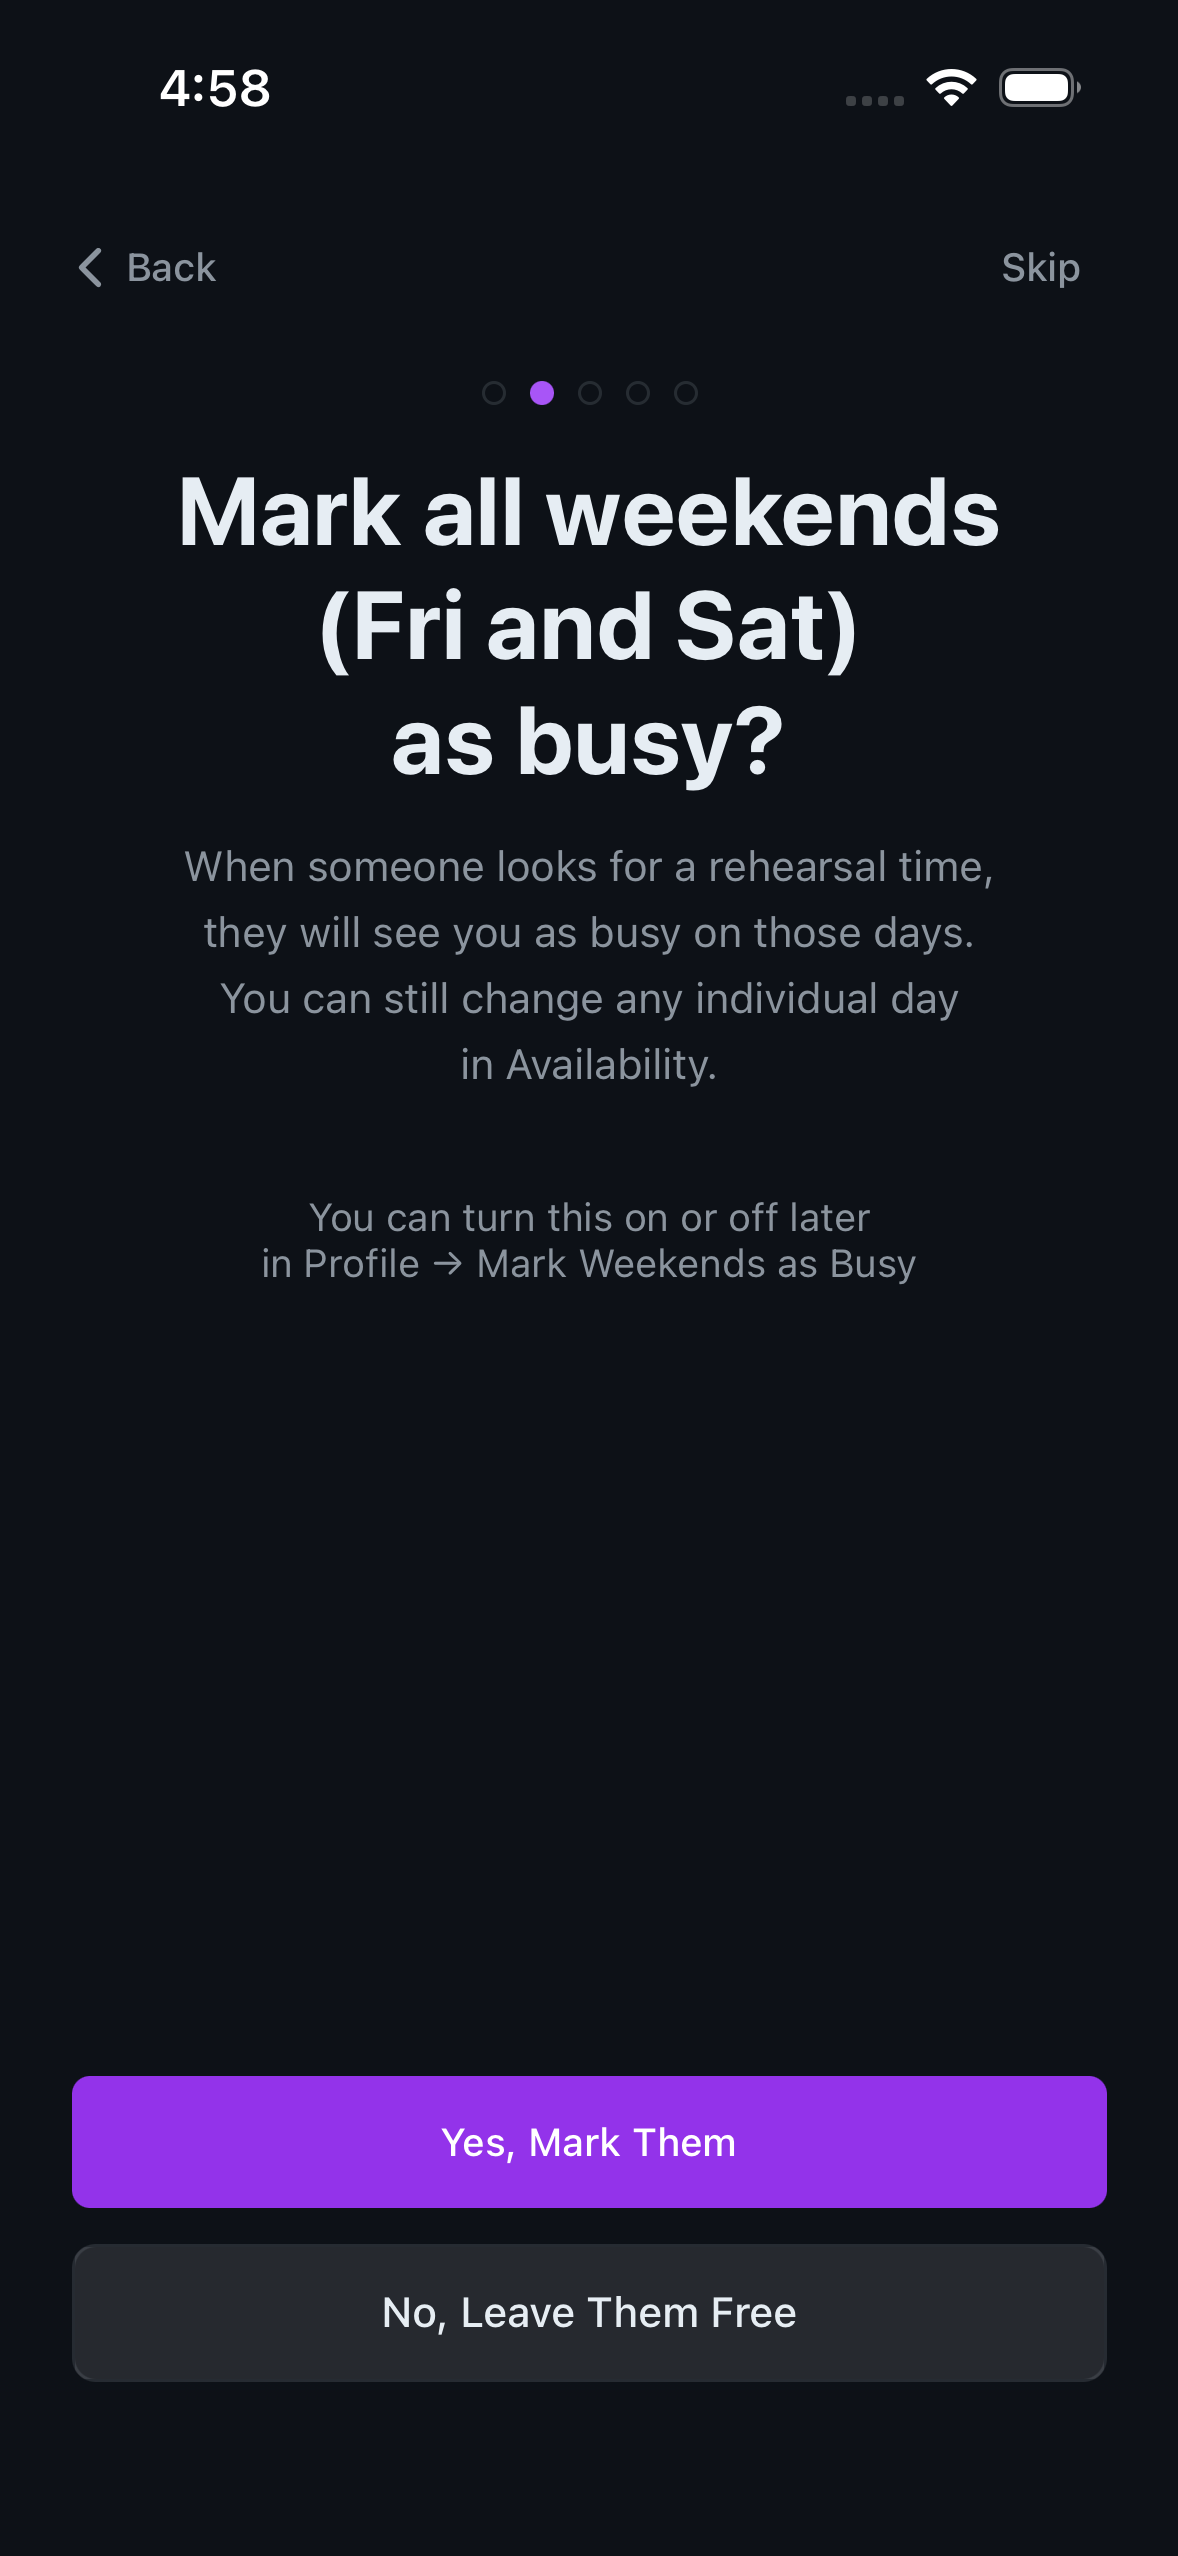 4:58
Back
Skip
Mark all weekends
(Fri and Sat)
as busy?
When someone looks for a rehearsal time,
they will see you as busy on those days.
You can still change any individual day
in Availability.
You can turn this on or off later
in Profile → Mark Weekends as Busy
Yes, Mark Them
No, Leave Them Free